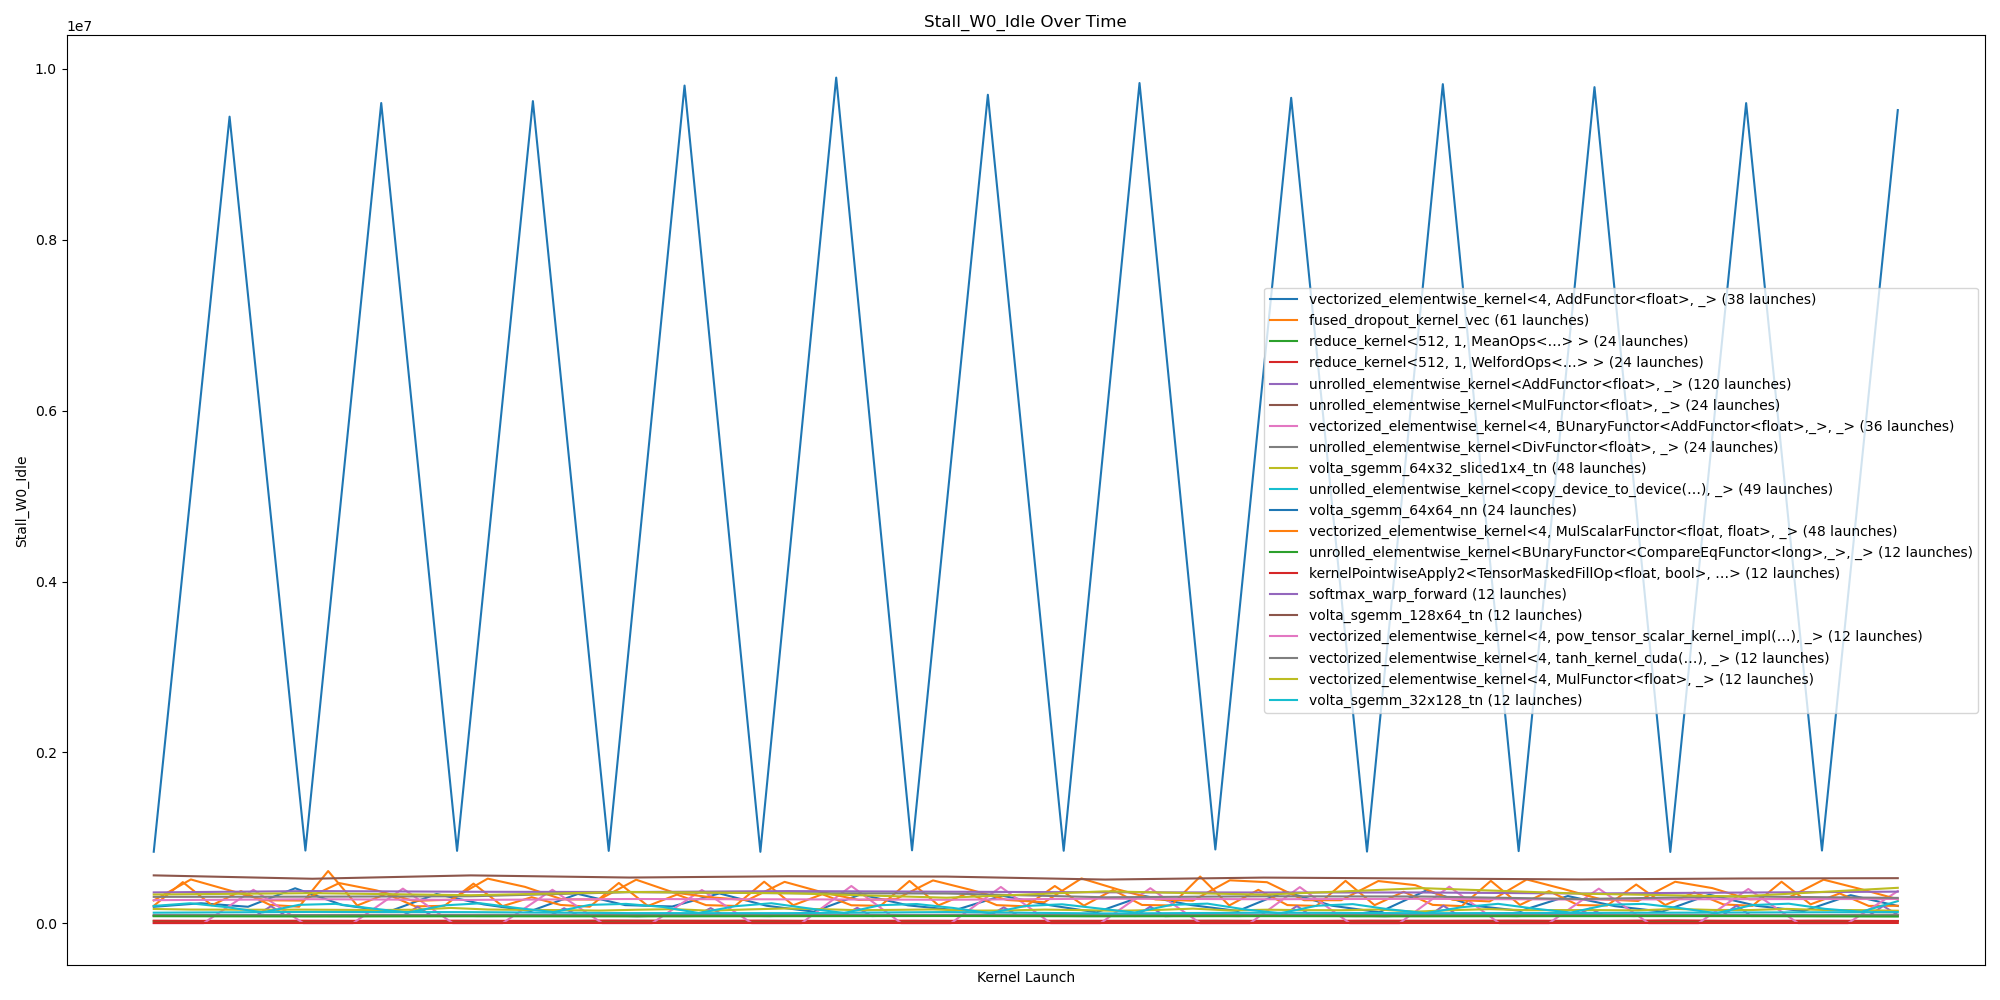 Stall_W0_Idle Over Time
1e7
1.0
0.8
0.6
0.4
0.2
0.0
Stall_W0_Idle
Kernel Launch
vectorized_elementwise_kernel<4, AddFunctor<float>, _> (38 launches)
fused_dropout_kernel_vec (61 launches)
reduce_kernel<512, 1, MeanOps<...> > (24 launches)
reduce_kernel<512, 1, WelfordOps<...> > (24 launches)
unrolled_elementwise_kernel<AddFunctor<float>, _> (120 launches)
unrolled_elementwise_kernel<MulFunctor<float>, _> (24 launches)
vectorized_elementwise_kernel<4, BUnaryFunctor<AddFunctor<float>,_>, _> (36 launches)
unrolled_elementwise_kernel<DivFunctor<float>, _> (24 launches)
volta_sgemm_64x32_sliced1x4_tn (48 launches)
unrolled_elementwise_kernel<copy_device_to_device(...), _> (49 launches)
volta_sgemm_64x64_nn (24 launches)
vectorized_elementwise_kernel<4, MulScalarFunctor<float, float>, _> (48 launches)
unrolled_elementwise_kernel<BUnaryFunctor<CompareEqFunctor<long>,_>, _> (12 launches)
kernelPointwiseApply2<TensorMaskedFillOp<float, bool>, ...> (12 launches)
softmax_warp_forward (12 launches)
volta_sgemm_128x64_tn (12 launches)
vectorized_elementwise_kernel<4, pow_tensor_scalar_kernel_impl(...), _> (12 launches)
vectorized_elementwise_kernel<4, tanh_kernel_cuda(...), _> (12 launches)
vectorized_elementwise_kernel<4, MulFunctor<float>, _> (12 launches)
volta_sgemm_32x128_tn (12 launches)